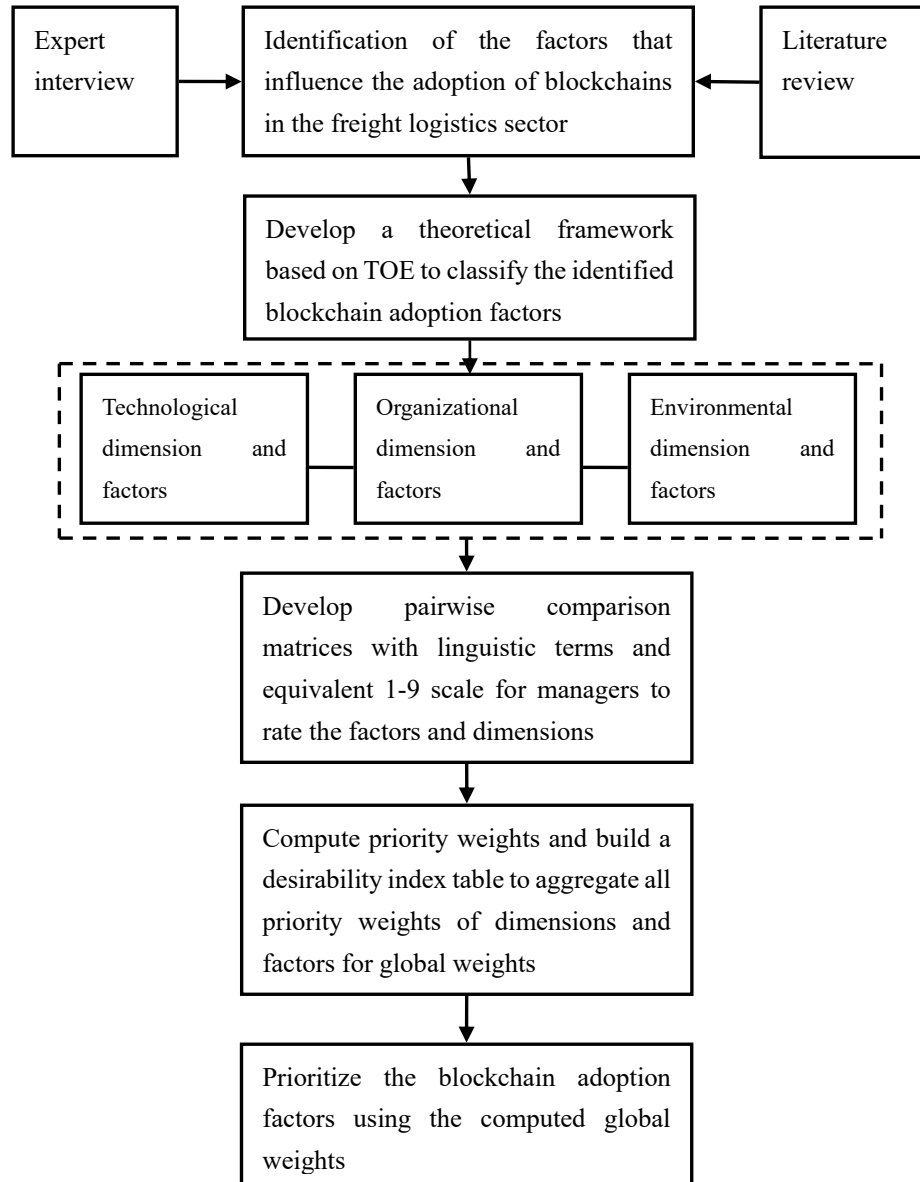 Expert
interview
Identification of the factors that
influence the adoption of blockchains
in the freight logistics sector
Literature
review
Develop a theoretical framework
based on TOE to classify the identified
blockchain adoption factors
Technological
dimension and
factors
Organizational
dimension and
factors
Environmental
dimension and
factors
Develop pairwise comparison
matrices with linguistic terms and
equivalent 1-9 scale for managers to
rate the factors and dimensions
Compute priority weights and build a
desirability index table to aggregate all
priority weights of dimensions and
factors for global weights
Prioritize the blockchain adoption
factors using the computed global
weights